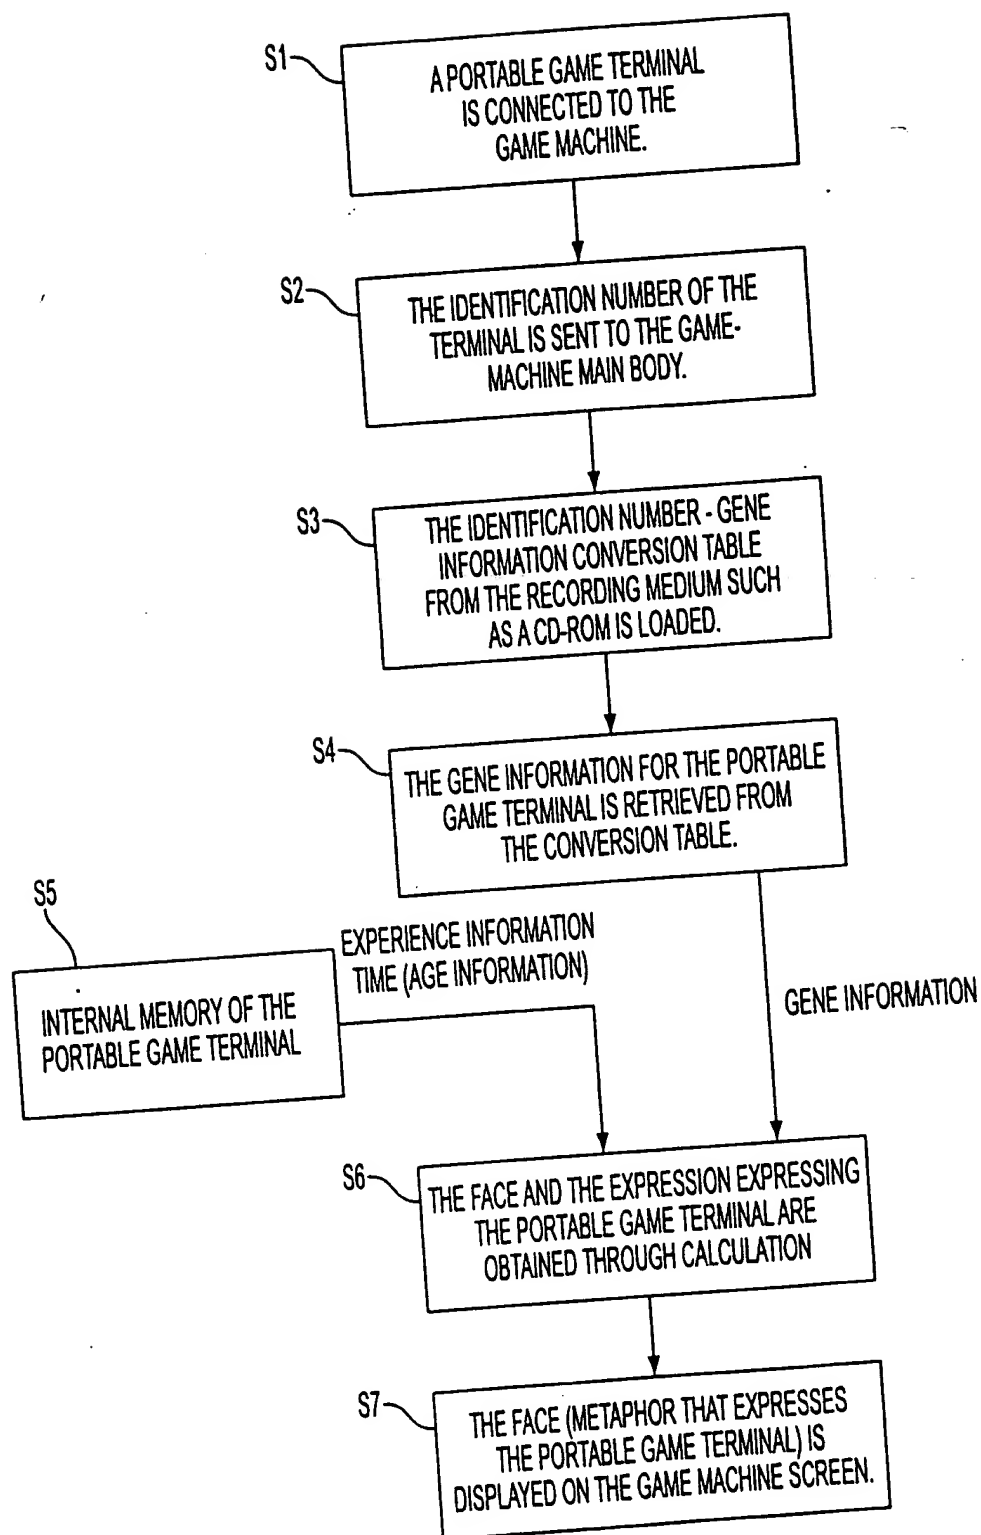 S1
A PORTABLE GAME TERMINAL
IS CONNECTED TO THE
GAME MACHINE.
S2
THE IDENTIFICATION NUMBER OF THE
TERMINAL IS SENT TO THE GAME-
MACHINE MAIN BODY.
S3
THE IDENTIFICATION NUMBER - GENE
INFORMATION CONVERSION TABLE
FROM THE RECORDING MEDIUM SUCH
AS A CD-ROM IS LOADED.
S4
THE GENE INFORMATION FOR THE PORTABLE
GAME TERMINAL IS RETRIEVED FROM
THE CONVERSION TABLE.
S5
INTERNAL MEMORY OF THE
PORTABLE GAME TERMINAL
EXPERIENCE INFORMATION
TIME (AGE INFORMATION)
GENE INFORMATION
S6
THE FACE AND THE EXPRESSION EXPRESSING
THE PORTABLE GAME TERMINAL ARE
OBTAINED THROUGH CALCULATION
S7
THE FACE (METAPHOR THAT EXPRESSES
THE PORTABLE GAME TERMINAL) IS
DISPLAYED ON THE GAME MACHINE SCREEN.